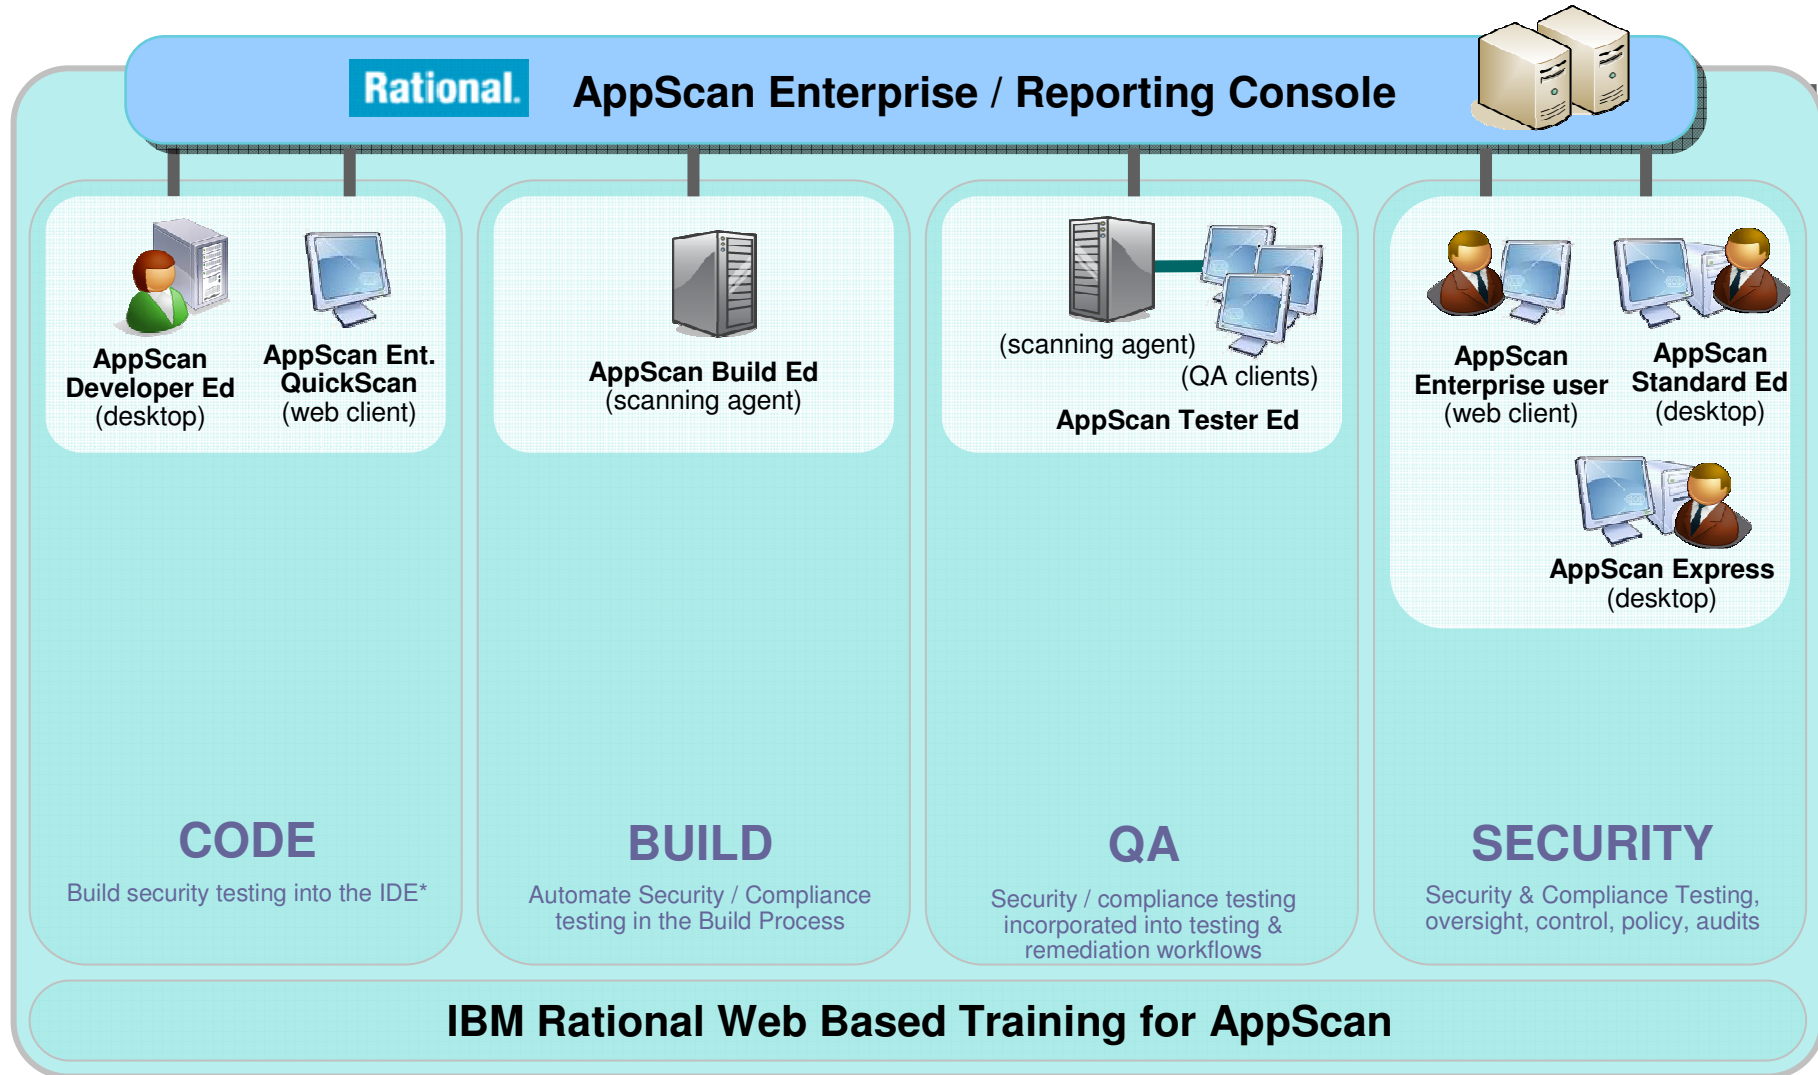 Rational.
AppScan Enterprise / Reporting Console
AppScan
Developer Ed
(desktop)
AppScan Ent.
QuickScan
(web client)
AppScan Build Ed
(scanning agent)
(scanning agent)
(QA clients)
AppScan Tester Ed
AppScan
Enterprise user
(web client)
AppScan
Standard Ed
(desktop)
AppScan Express
(desktop)
CODE
Build security testing into the IDE*
BUILD
Automate Security / Compliance
testing in the Build Process
QA
Security / compliance testing
incorporated into testing &
remediation workflows
SECURITY
Security & Compliance Testing,
oversight, control, policy, audits
IBM Rational Web Based Training for AppScan